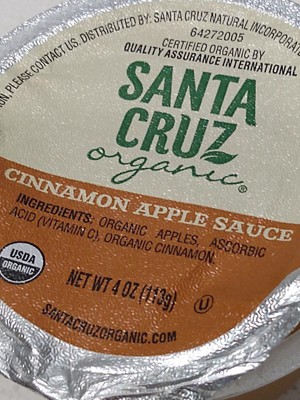 ON, PLEASE CONTACT US. DISTRIBUTED BY: SANTA CRUZ NATURAL
64272005
CERTIFIED ORGANIC BY
QUALITY ASSURANCE INTERNATIONAL
SANTA
CRUZ
organic®
CINNAMON APPLE SAUCE
INGREDIENTS: ORGANIC APPLES, ASCORBIC
ACID (VITAMIN C), ORGANIC CINNAMON.
USDA
ORGANIC
NET WT 4 OZ (113g)
U
SANTACRUZORGANIC.COM